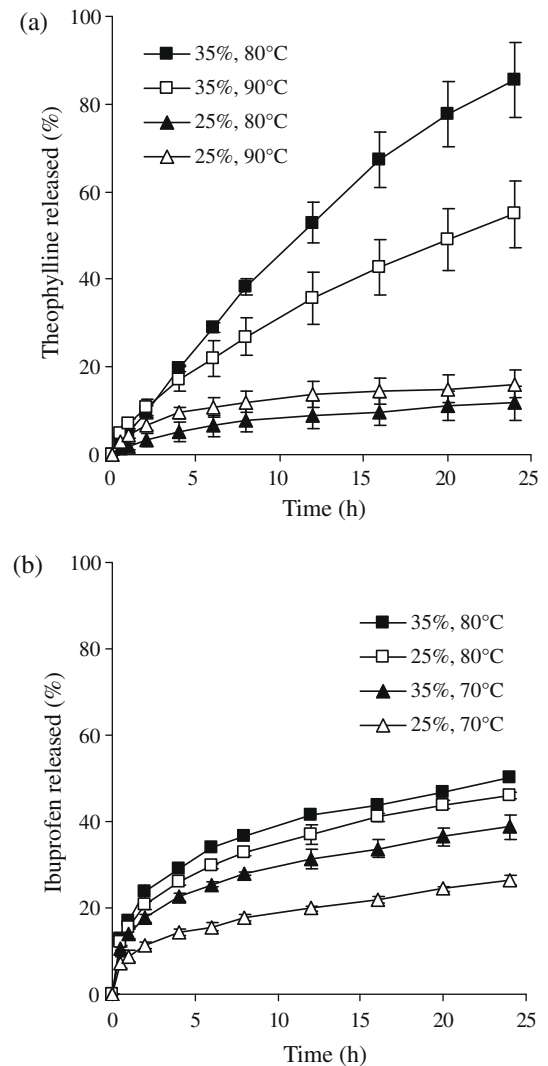 (a)
100
80
60
40
20
0
Theophylline released (%)
35%, 80°C
35%, 90°C
25%, 80°C
25%, 90°C
0 5 10 15 20 25
Time (h)
(b)
100
80
60
40
20
0
Ibuprofen released (%)
35%, 80°C
25%, 80°C
35%, 70°C
25%, 70°C
0 5 10 15 20 25
Time (h)